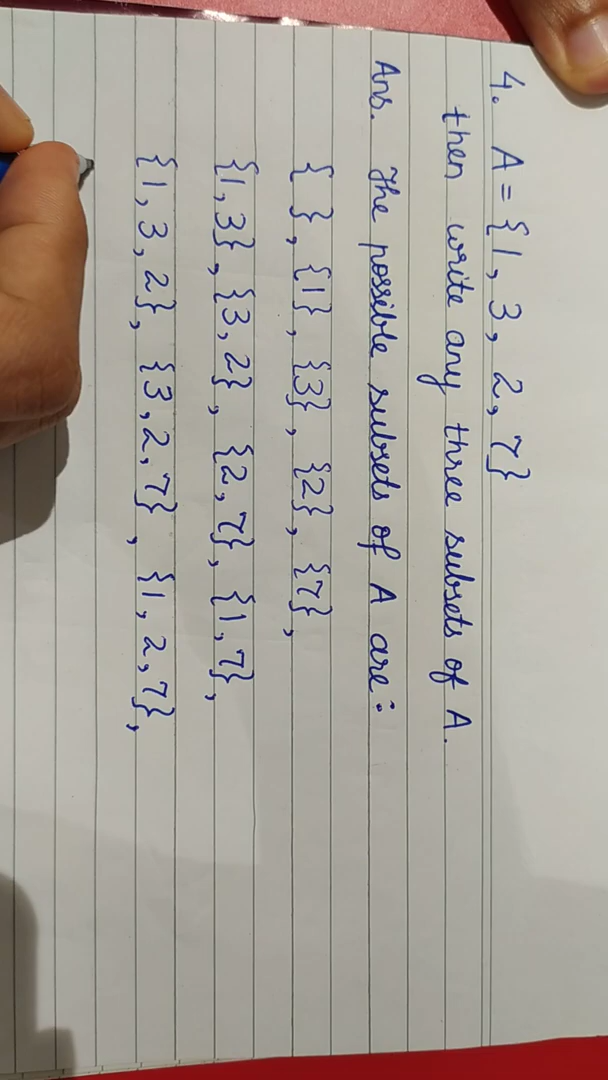 4. A = {1, 3, 2, 7}
then write any three subsets of A.
Ans. The possible subsets of A are:
{ }, {1}, {3}, {2}, {7},
{1, 3}, {3, 2}, {2, 7}, {1, 7},
{1, 3, 2}, {3, 2, 7}, {1, 2, 7},